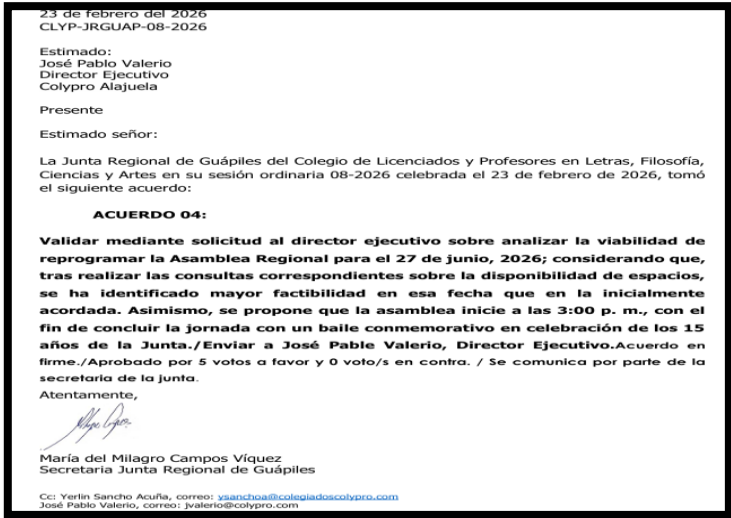 23 de febrero del 2026
CLYP-JRGUAP-08-2026
Estimado:
José Pablo Valerio
Director Ejecutivo
Colypro Alajuela
Presente
Estimado señor:
La Junta Regional de Guápiles del Colegio de Licenciados y Profesores en Letras, Filosofía,
Ciencias y Artes en su sesión ordinaria 08-2026 celebrada el 23 de febrero de 2026, tomó
el siguiente acuerdo:
ACUERDO 04:
Validar mediante solicitud al director ejecutivo sobre analizar la viabilidad de
reprogramar la Asamblea Regional para el 27 de junio, 2026; considerando que,
tras realizar las consultas correspondientes sobre la disponibilidad de espacios,
se ha identificado mayor factibilidad en esa fecha que en la inicialmente
acordada. Asimismo, se propone que la asamblea inicie a las 3:00 p. m., con el
fin de concluir la jornada con un baile conmemorativo en celebración de los 15
años de la Junta./Enviar a José Pable Valerio, Director Ejecutivo.Acuerdo en
firme./Aprobado por 5 votos a favor y 0 voto/s en contra. / Se comunica por parte de la
secretaria de la junta.
Atentamente,
María del Milagro Campos Víquez
Secretaria Junta Regional de Guápiles
Cc: Yerlin Sancho Acuña, correo: ysanchoa@colegiadoscolypro.com
José Pablo Valerio, correo: jvalerio@colypro.com